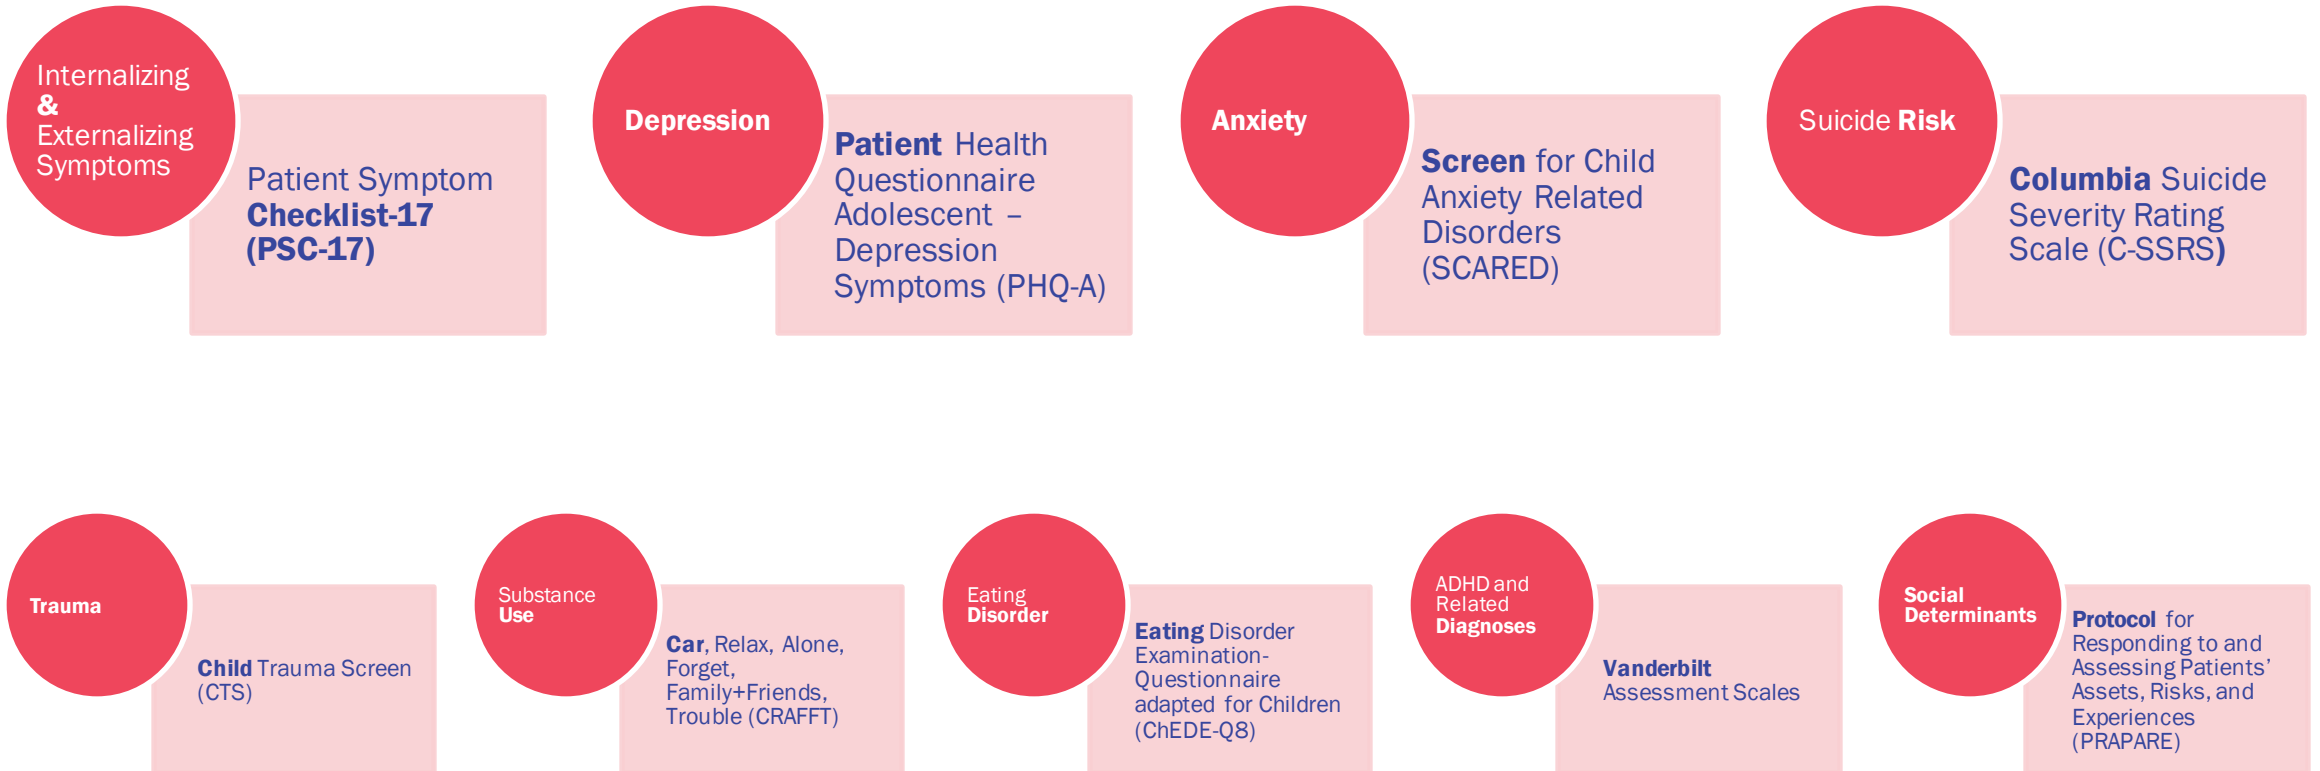 Internalizing
&
Externalizing
Symptoms
Patient Symptom
Checklist-17
(PSC-17)
Depression
Patient Health
Questionnaire
Adolescent –
Depression
Symptoms (PHQ-A)
Anxiety
Screen for Child
Anxiety Related
Disorders
(SCARED)
Suicide Risk
Columbia Suicide
Severity Rating
Scale (C-SSRS)
Trauma
Child Trauma Screen
(CTS)
Substance
Use
Car, Relax, Alone,
Forget,
Family+Friends,
Trouble (CRAFFT)
Eating
Disorder
Eating Disorder
Examination-
Questionnaire
adapted for Children
(ChEDE-Q8)
ADHD and
Related
Diagnoses
Vanderbilt
Assessment Scales
Social
Determinants
Protocol for
Responding to and
Assessing Patients’
Assets, Risks, and
Experiences
(PRAPARE)